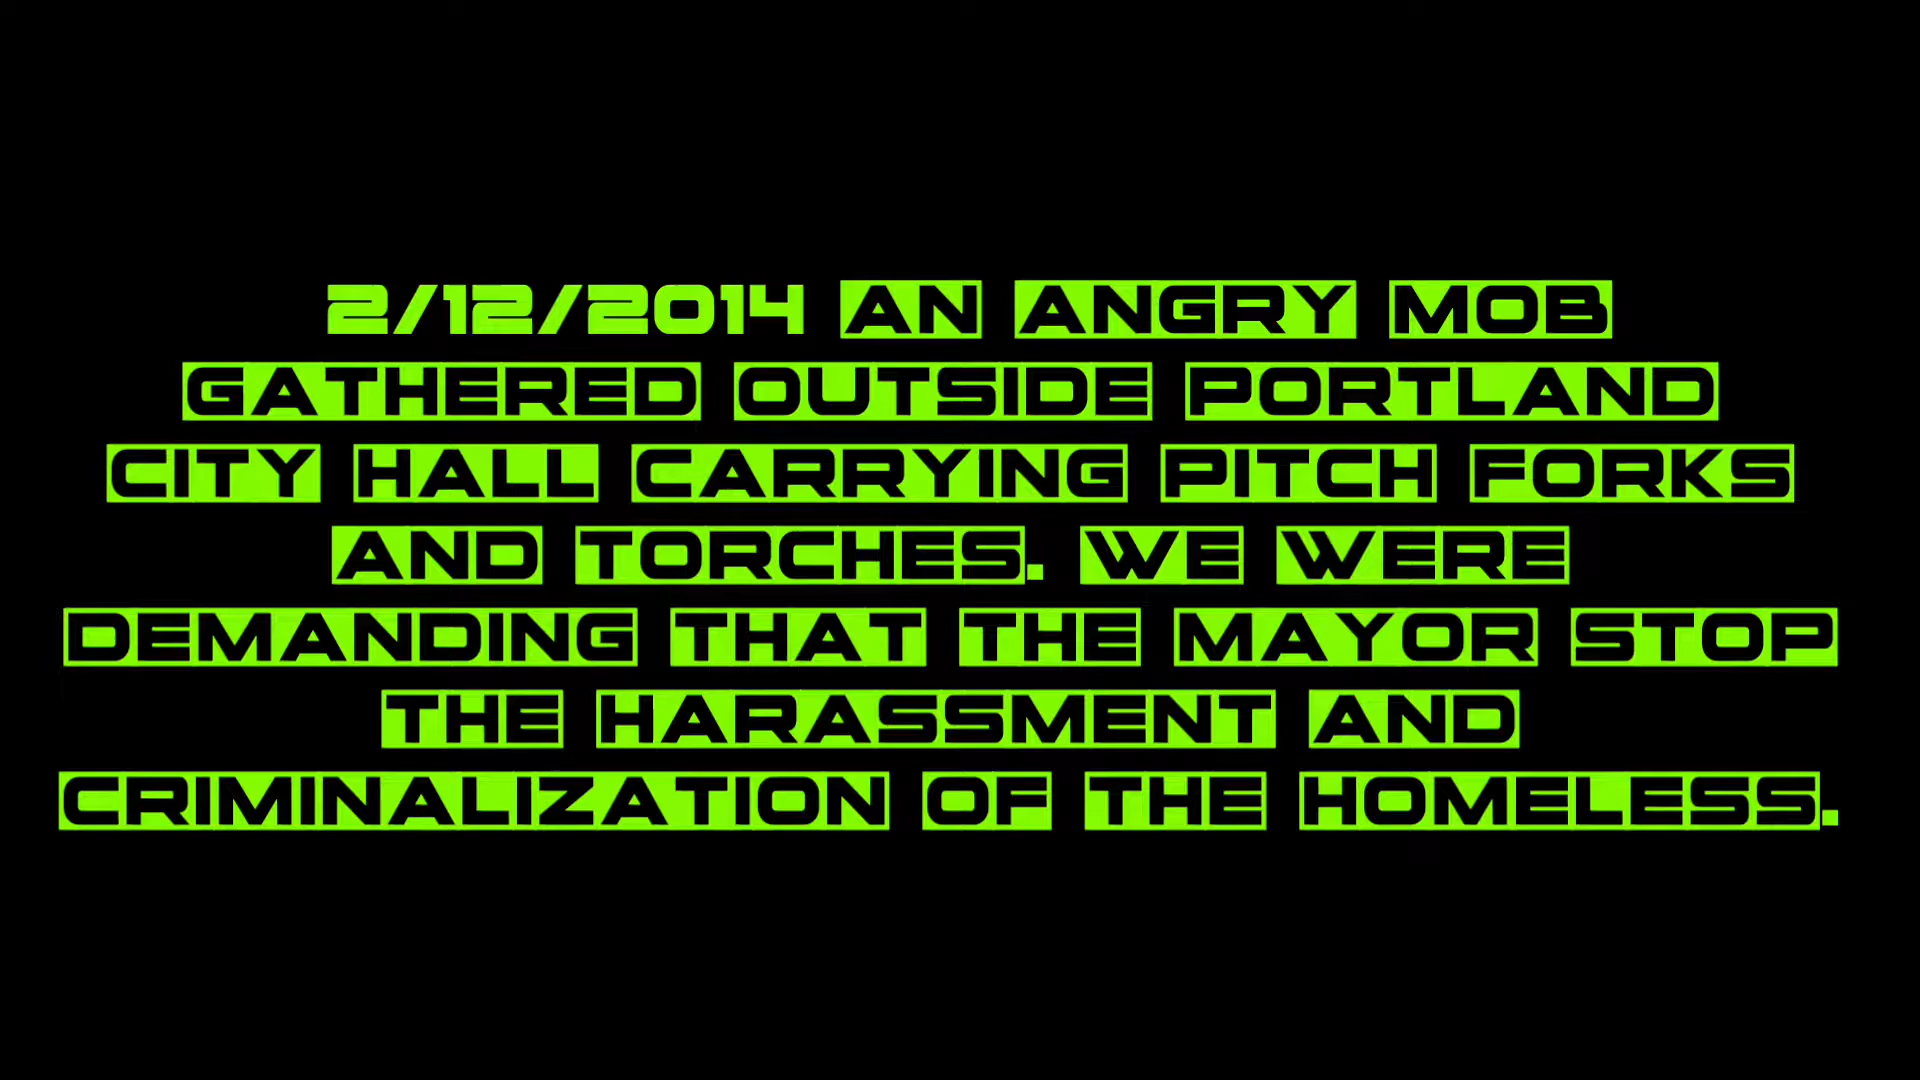 2/12/2014 AN ANGRY MOB
GATHERED OUTSIDE PORTLAND
CITY HALL CARRYING PITCH FORKS
AND TORCHES. WE WERE
DEMANDING THAT THE MAYOR STOP
THE HARASSMENT AND
CRIMINALIZATION OF THE HOMELESS.